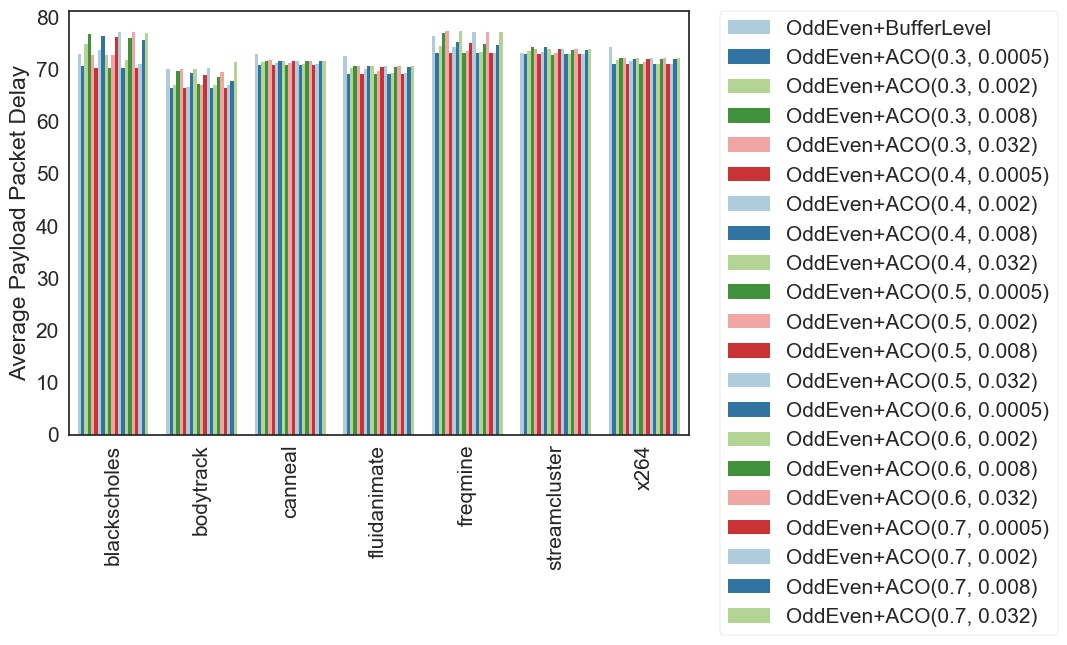 Average Payload Packet Delay
80
70
60
50
40
30
20
10
0
blackscholes
bodytrack
canneal
fluidanimate
freqmine
streamcluster
x264
OddEven+BufferLevel
OddEven+ACO(0.3, 0.0005)
OddEven+ACO(0.3, 0.002)
OddEven+ACO(0.3, 0.008)
OddEven+ACO(0.3, 0.032)
OddEven+ACO(0.4, 0.0005)
OddEven+ACO(0.4, 0.002)
OddEven+ACO(0.4, 0.008)
OddEven+ACO(0.4, 0.032)
OddEven+ACO(0.5, 0.0005)
OddEven+ACO(0.5, 0.002)
OddEven+ACO(0.5, 0.008)
OddEven+ACO(0.5, 0.032)
OddEven+ACO(0.6, 0.0005)
OddEven+ACO(0.6, 0.002)
OddEven+ACO(0.6, 0.008)
OddEven+ACO(0.6, 0.032)
OddEven+ACO(0.7, 0.0005)
OddEven+ACO(0.7, 0.002)
OddEven+ACO(0.7, 0.008)
OddEven+ACO(0.7, 0.032)